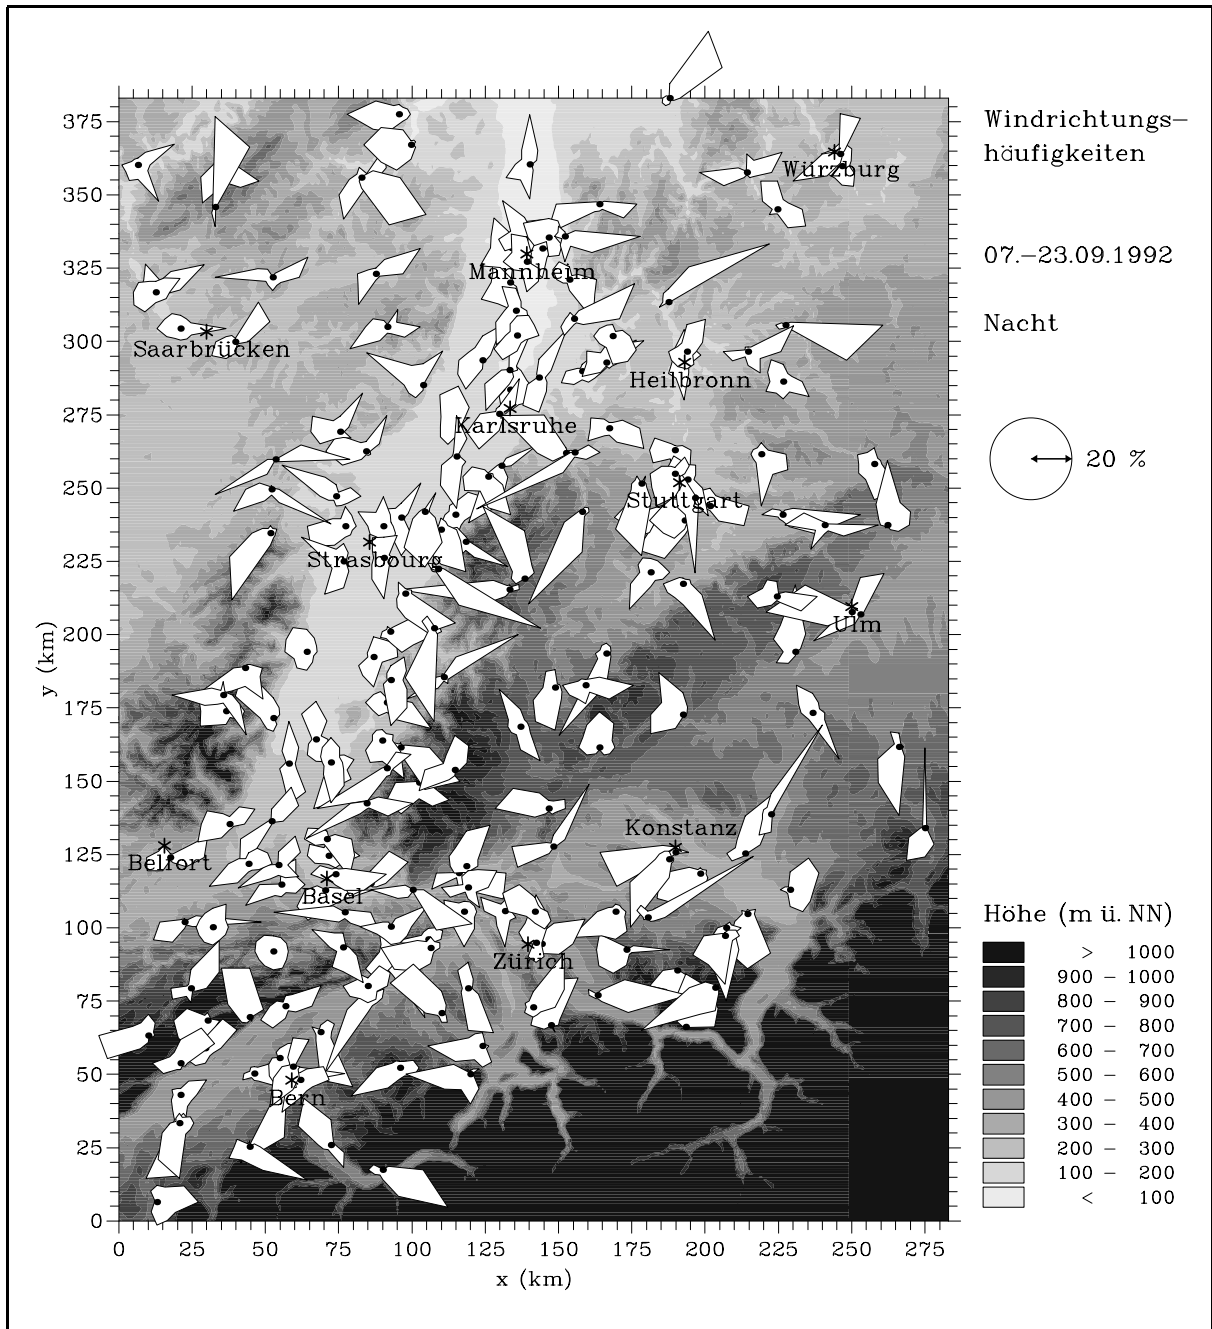 Windrichtungs-
häufigkeiten
07.-23.09.1992
Nacht
20 %
375
350
325
300
275
250
225
200
175
150
125
100
75
50
25
0
y (km)
Würzburg
Mannheim
Saarbrücken
Heilbronn
Karlsruhe
Stuttgart
Strasbourg
Ulm
Konstanz
Belfort
Basel
Zürich
Bern
0 25 50 75 100 125 150 175 200 225 250 275
x (km)
Höhe (m ü. NN)
> 1000
900 - 1000
800 - 900
700 - 800
600 - 700
500 - 600
400 - 500
300 - 400
200 - 300
100 - 200
< 100